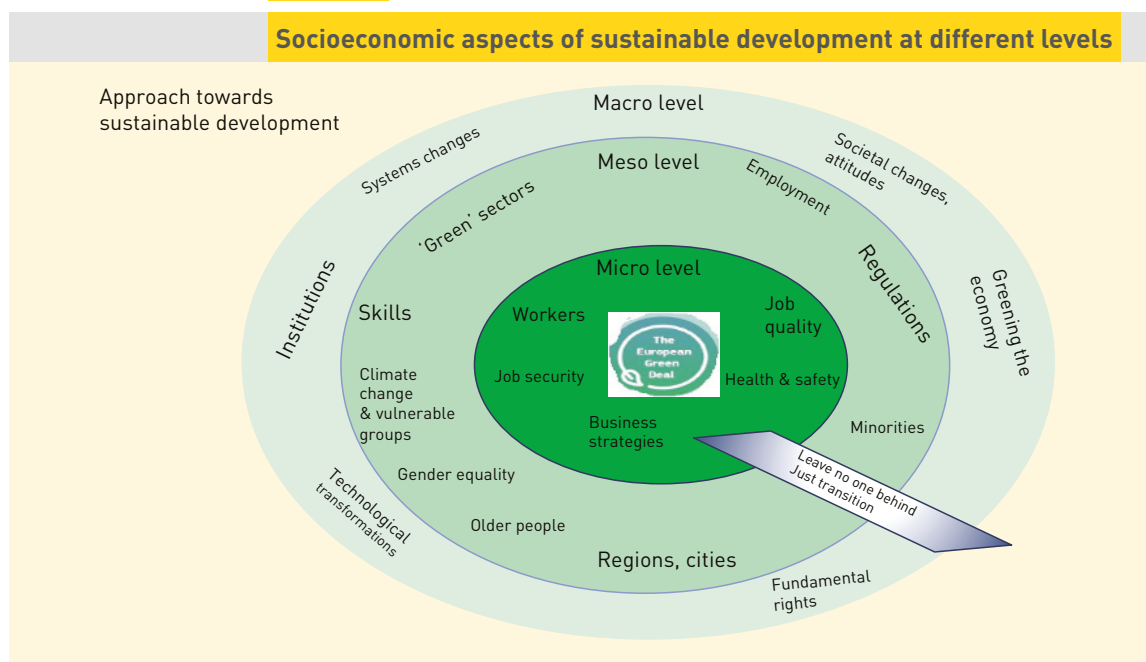 Socioeconomic aspects of sustainable development at different levels
Approach towards
sustainable development
Macro level
Systems changes
Societal changes,
attitudes
Institutions
Greening the
economy
Technological
transformations
Fundamental
rights
Meso level
'Green' sectors
Employment
Skills
Regulations
Climate
change
& vulnerable
groups
Minorities
Gender equality
Older people
Regions, cities
Micro level
Workers
Job
quality
The
European
Green
Deal
Job security
Health & safety
Business
strategies
Leave no one behind
Just transition